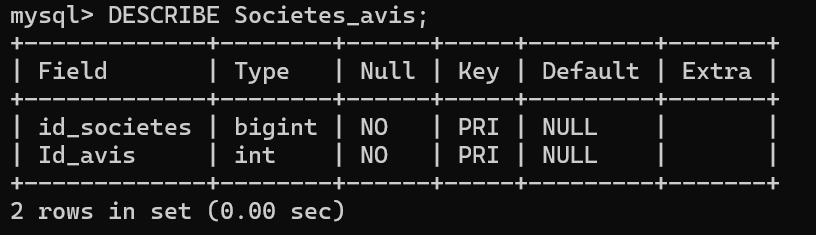 mysql> DESCRIBE Societes_avis;
+--------------+--------+------+-----+---------+-------+
| Field        | Type   | Null | Key | Default | Extra |
+--------------+--------+------+-----+---------+-------+
| id_societes  | bigint | NO   | PRI | NULL    |       |
| Id_avis      | int    | NO   | PRI | NULL    |       |
+--------------+--------+------+-----+---------+-------+
2 rows in set (0.00 sec)